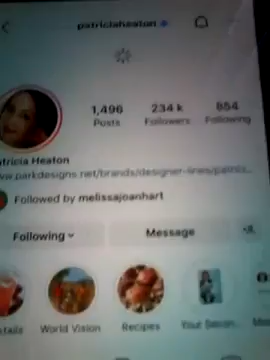 patriciaheaton
1,496 234 k 854
Posts Followers Following
tricia Heaton
Followed by melissajoanhart
Following Message
World Vision Recipes